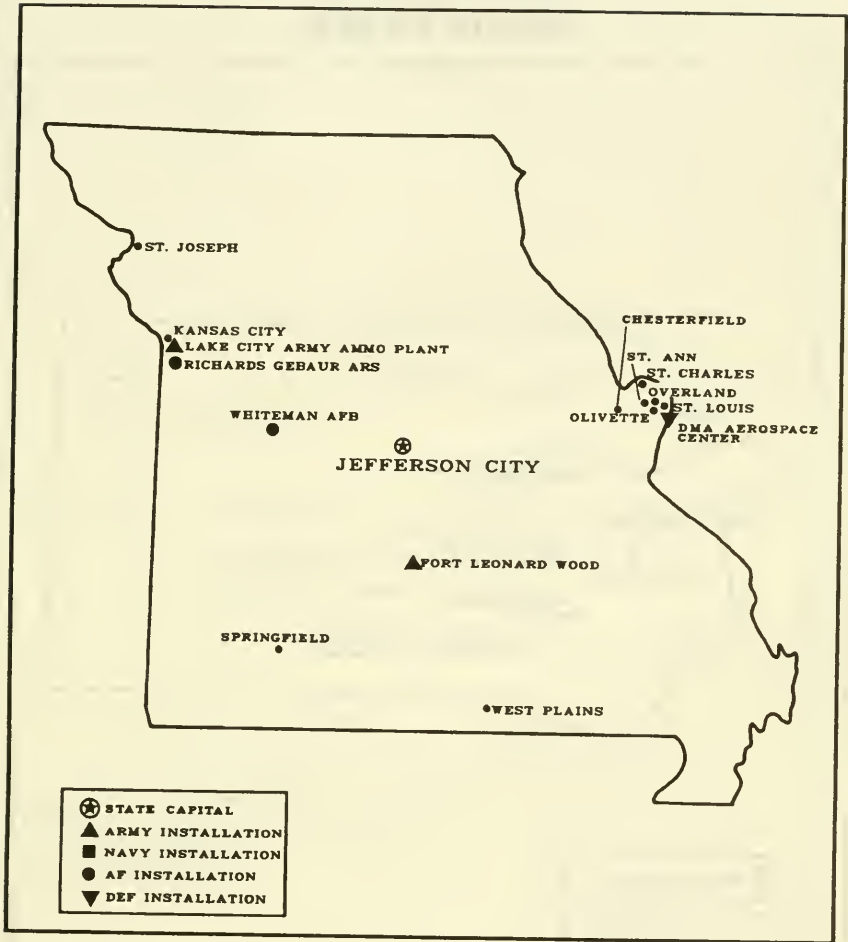 ST. JOSEPH
KANSAS CITY
LAKE CITY ARMY AMMO PLANT
RICHARDS GEBAUR ARS
WHITEMAN AFB
JEFFERSON CITY
CHESTERFIELD
ST. ANN
ST. CHARLES
OVERLAND
OLIVETTE
ST. LOUIS
DMA AEROSPACE
CENTER
FORT LEONARD WOOD
SPRINGFIELD
WEST PLAINS
STATE CAPITAL
ARMY INSTALLATION
NAVY INSTALLATION
AF INSTALLATION
DEF INSTALLATION